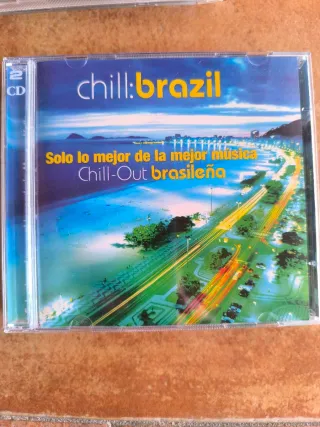 2
CD
chill:brazil
Solo lo mejor de la mejor música
Chill-Out brasileña